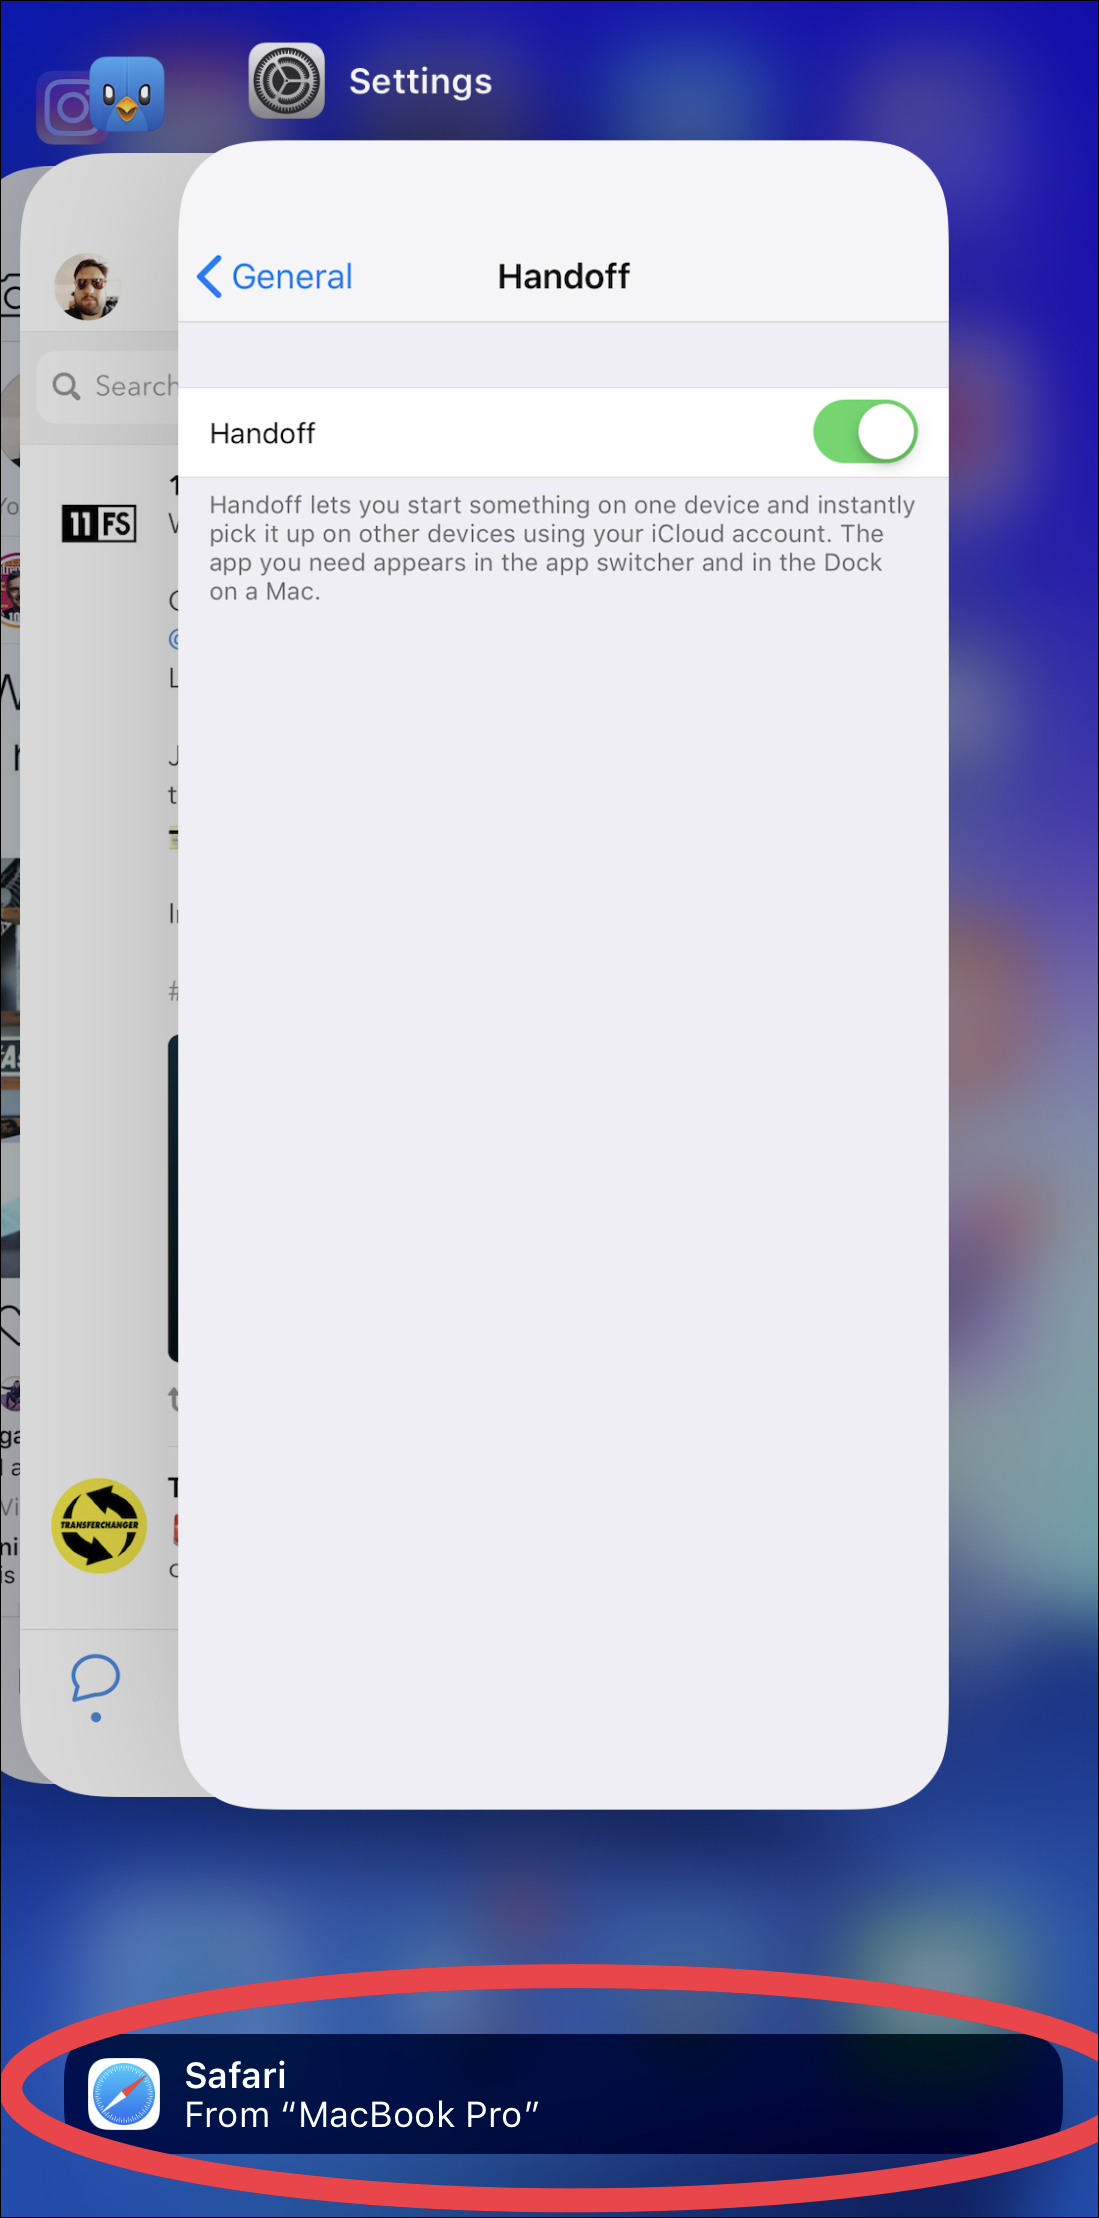 Settings
General
Handoff
Search
Handoff
11 FS
Handoff lets you start something on one device and instantly
pick it up on other devices using your iCloud account. The
app you need appears in the app switcher and in the Dock
on a Mac.
TRANSFERCHANGER
Safari
From “MacBook Pro”